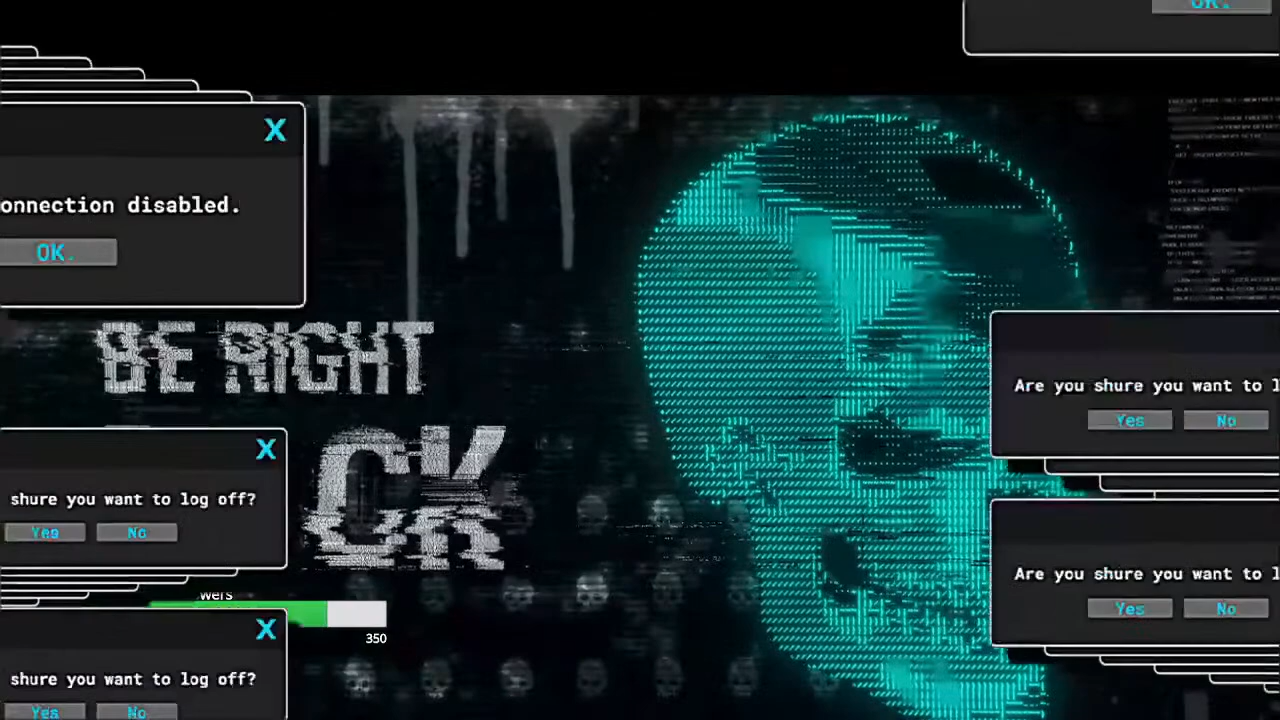 OK.
X
onnection disabled.
OK.
BE RIGHT
CK
Are you shure you want to l
Yes No
X
shure you want to log off?
Yes No
Are you shure you want to l
Yes No
wers
350
X
shure you want to log off?
Yes No